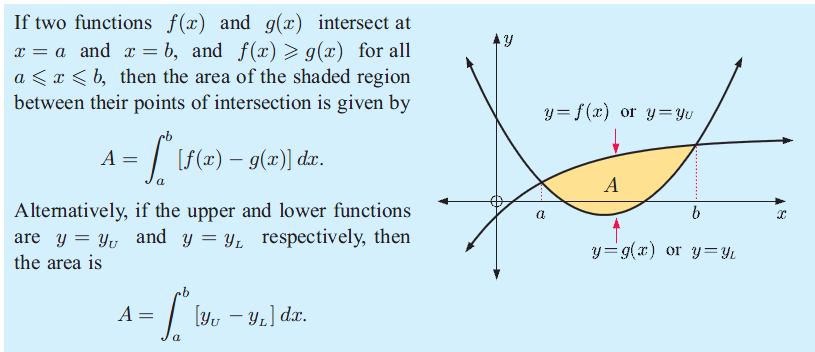 If two functions f(x) and g(x) intersect at
x = a and x = b, and f(x) ⩾ g(x) for all
a ⩽ x ⩽ b, then the area of the shaded region
between their points of intersection is given by
A = ∫ₐᵇ [f(x) − g(x)] dx.
Alternatively, if the upper and lower functions
are y = y_U and y = y_L respectively, then
the area is
A = ∫ₐᵇ [y_U − y_L] dx.
y
y = f(x) or y = y_U
A
a
b
x
y = g(x) or y = y_L